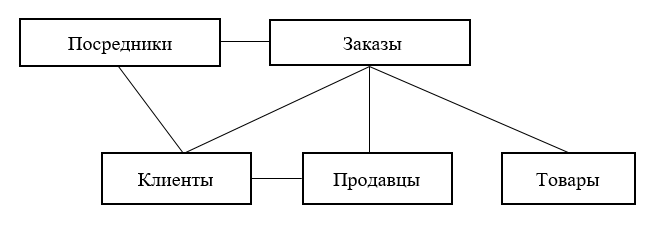 Посредники
Заказы
Клиенты
Продавцы
Товары